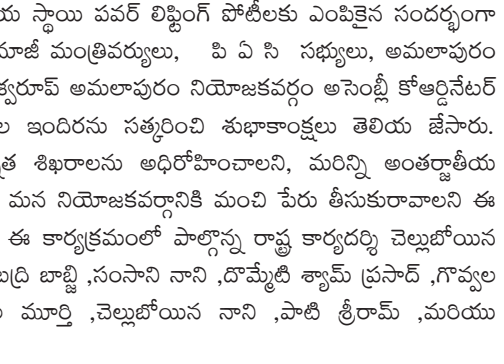 య స్థాయి పవర్ లిఫ్టింగ్ పోటీలకు ఎంపికైన సందర్భంగా
మాజీ మంత్రివర్యులు, పి ఏ సి సభ్యులు, అమలాపురం
శ్వరూప్ అమలాపురం నియోజకవర్గం అసెంబ్లీ కోఆర్డినేటర్
ల ఇందిరను సత్కరించి శుభాకాంక్షలు తెలియ జేసారు.
శిఖరాలను అధిరోహించాలని, మరిన్ని అంతర్జాతీయ
మన నియోజకవర్గానికి మంచి పేరు తీసుకురావాలని ఈ
ఈ కార్యక్రమంలో పాల్గొన్న రాష్ట్ర కార్యదర్శి చెల్లుబోయిన
బద్రి బాబ్జి ,సంసాని నాని ,దొమ్మేటి శ్యామ్ ప్రసాద్ ,గొవ్వల
మూర్తి ,చెల్లుబోయిన నాని ,పాటి శ్రీరామ్ ,మరియు